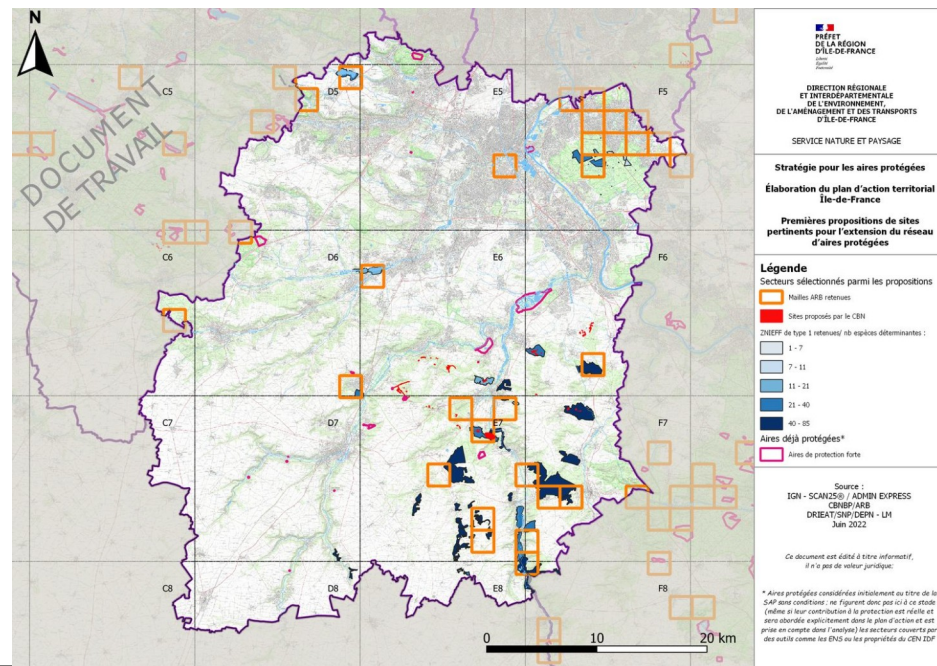 N
DOCUMENT
DE TRAVAIL
C5
D5
E5
F5
C6
D6
E6
F6
C7
D7
E7
F7
C8
D8
E8
F8
0 10 20 km
PRÉFET
DE LA RÉGION
D'ÎLE-DE-FRANCE
Liberté
Égalité
Fraternité
DIRECTION RÉGIONALE
ET INTERDÉPARTEMENTALE
DE L'ENVIRONNEMENT,
DE L'AMÉNAGEMENT ET DES TRANSPORTS
D'ÎLE-DE-FRANCE
SERVICE NATURE ET PAYSAGE
Stratégie pour les aires protégées
Élaboration du plan d'action territorial
Île-de-France
Premières propositions de sites
pertinents pour l'extension du réseau
d'aires protégées
Légende
Secteurs sélectionnés parmi les propositions
Mailles ARB retenues
Sites proposés par le CBN
ZNIEFF de type 1 retenues/ nb espèces déterminantes :
1 - 7
7 - 11
11 - 21
21 - 40
40 - 85
Aires déjà protégées*
Aires de protection forte
Source :
IGN - SCAN25® / ADMIN EXPRESS
CBNBP/ARB
DRIEAT/SNP/DEPN - LM
Juin 2022
Ce document est édité à titre informatif,
il n'a pas de valeur juridique;
* Aires protégées considérées initialement au titre de la
SAP sans conditions : ne figurent donc pas ici à ce stade
(même si leur contribution à la protection est réelle et
sera abordée explicitement dans le plan d'action et est
prise en compte dans l'analyse) les secteurs couverts par
des outils comme les ENS ou les propriétés du CEN IDF